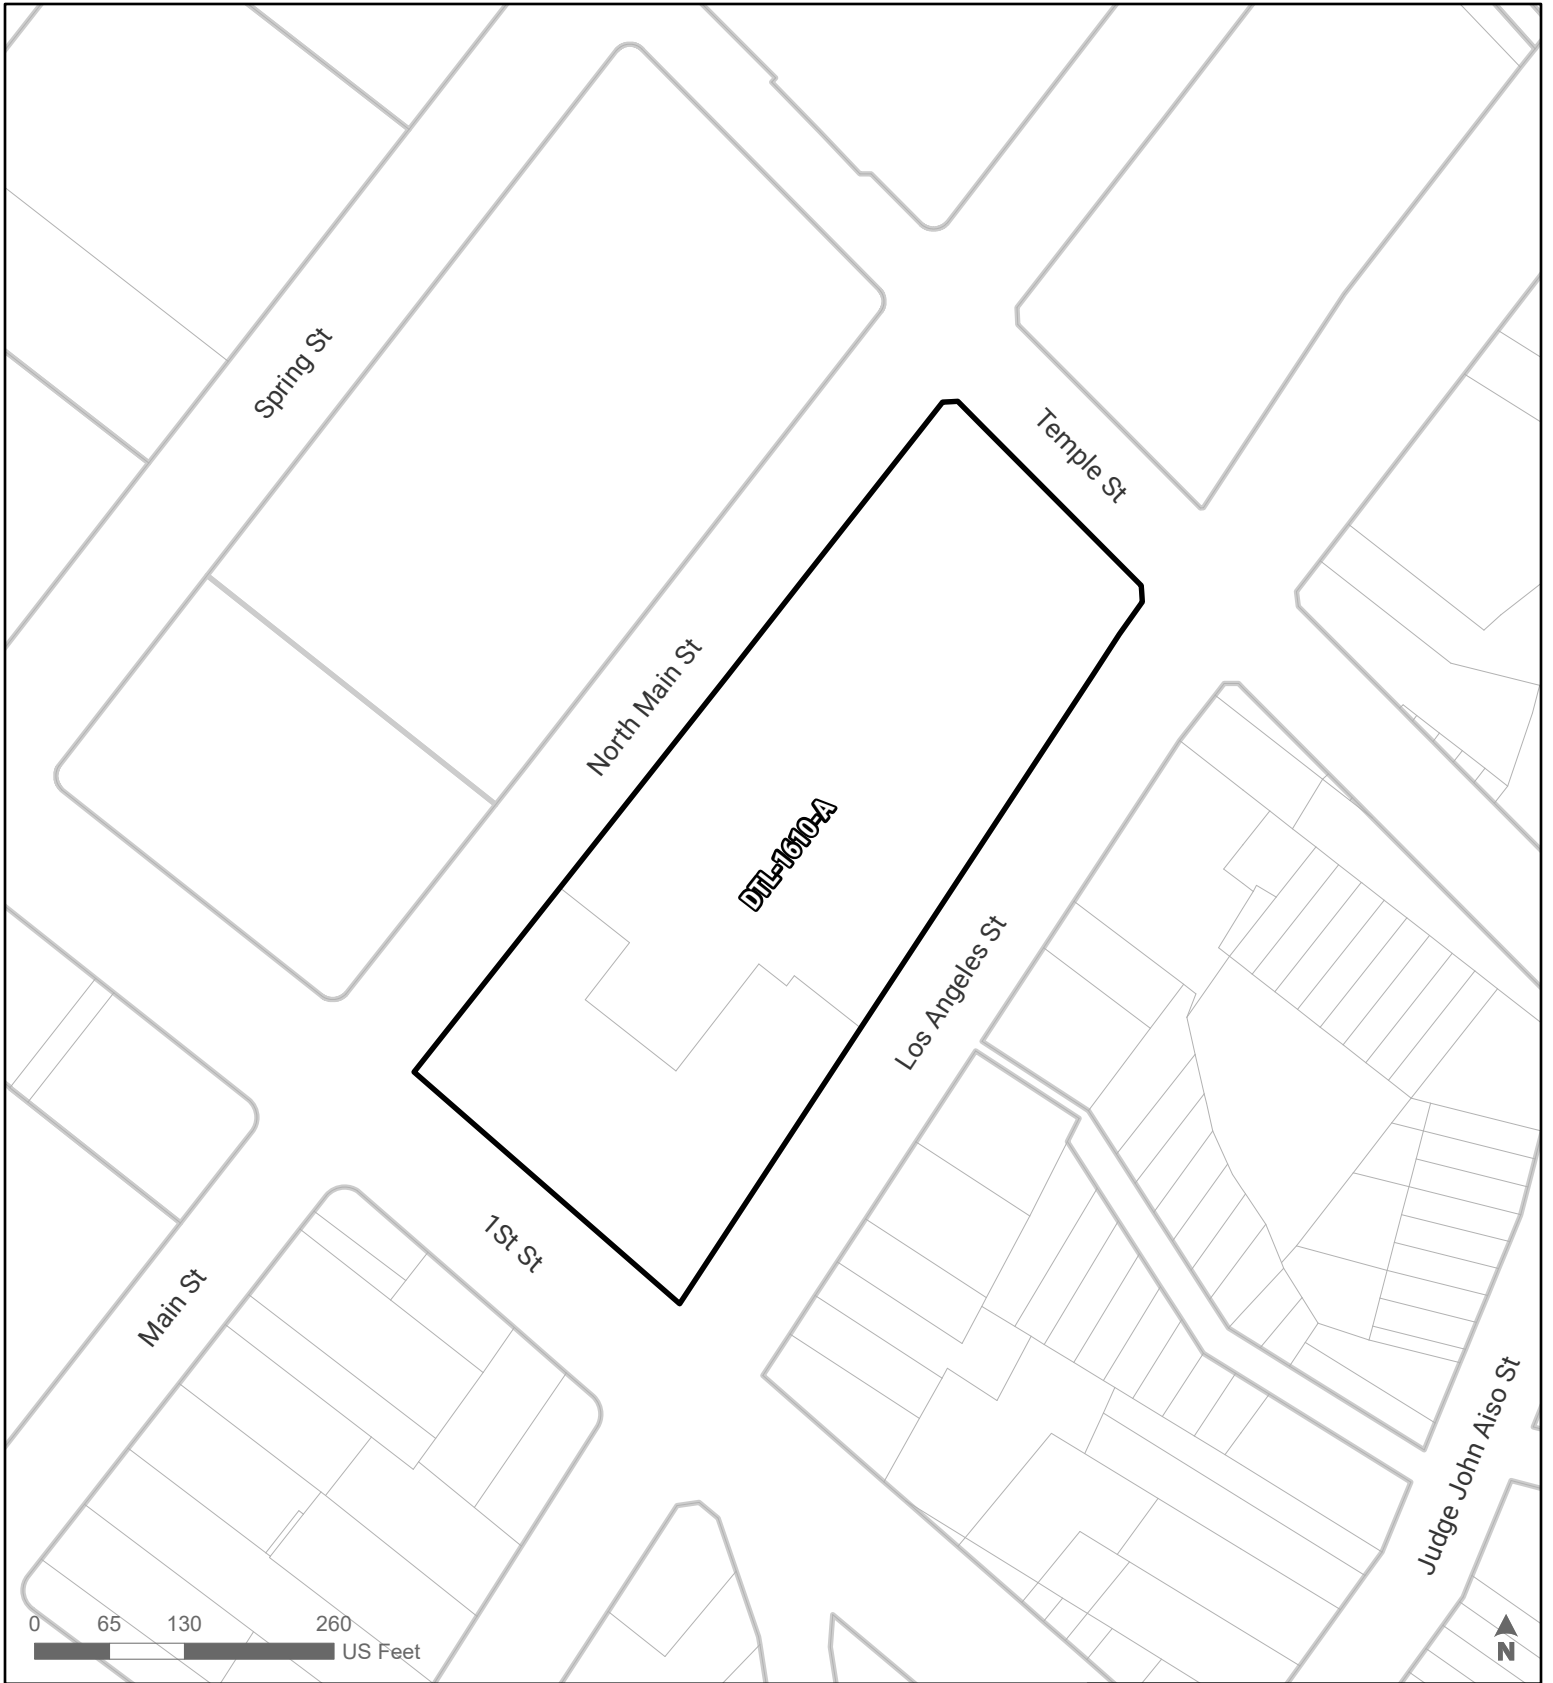 Spring St
Temple St
North Main St
DTL-1610-A
Los Angeles St
1St St
Main St
Judge John Aiso St
0 65 130 260
US Feet
N